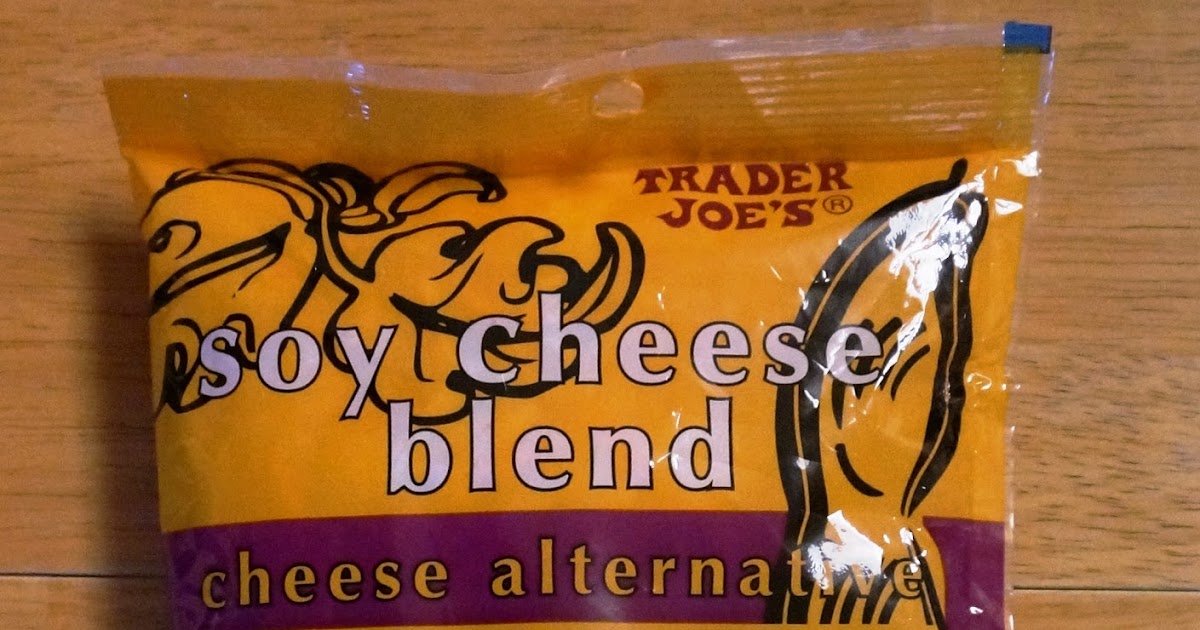 TRADER
JOE'S®
soy cheese
blend
cheese alternative